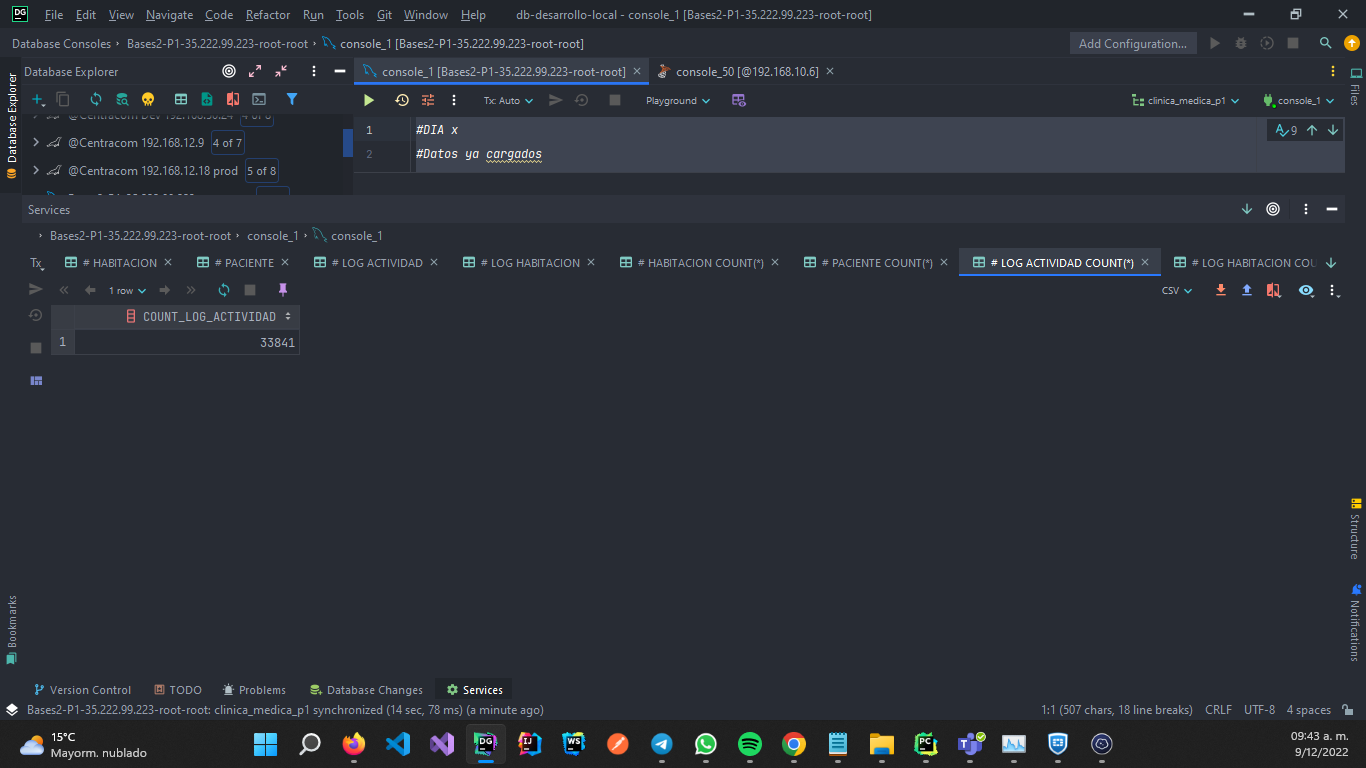 DG File Edit View Navigate Code Refactor Run Tools Git Window Help db-desarrollo-local - console_1 [Bases2-P1-35.222.99.223-root-root]
Database Consoles › Bases2-P1-35.222.99.223-root-root › console_1 [Bases2-P1-35.222.99.223-root-root] Add Configuration...
Database Explorer
Database Explorer console_1 [Bases2-P1-35.222.99.223-root-root] console_50 [@192.168.10.6]
Files
Tx: Auto Playground clinica_medica_p1 console_1
@Centracom 192.168.12.9 4 of 7
@Centracom 192.168.12.18 prod 5 of 8
1 #DIA x
2 #Datos ya cargados
9
Services
Bases2-P1-35.222.99.223-root-root › console_1 › console_1
Tx # HABITACION # PACIENTE # LOG ACTIVIDAD # LOG HABITACION # HABITACION COUNT(*) # PACIENTE COUNT(*) # LOG ACTIVIDAD COUNT(*) # LOG HABITACION COU
1 row CSV
COUNT_LOG_ACTIVIDAD
1 33841
Structure
Notifications
Bookmarks
Version Control TODO Problems Database Changes Services
Bases2-P1-35.222.99.223-root-root: clinica_medica_p1 synchronized (14 sec, 78 ms) (a minute ago) 1:1 (507 chars, 18 line breaks) CRLF UTF-8 4 spaces
15°C
Mayorm. nublado
DG IJ WS PC
09:43 a. m.
9/12/2022